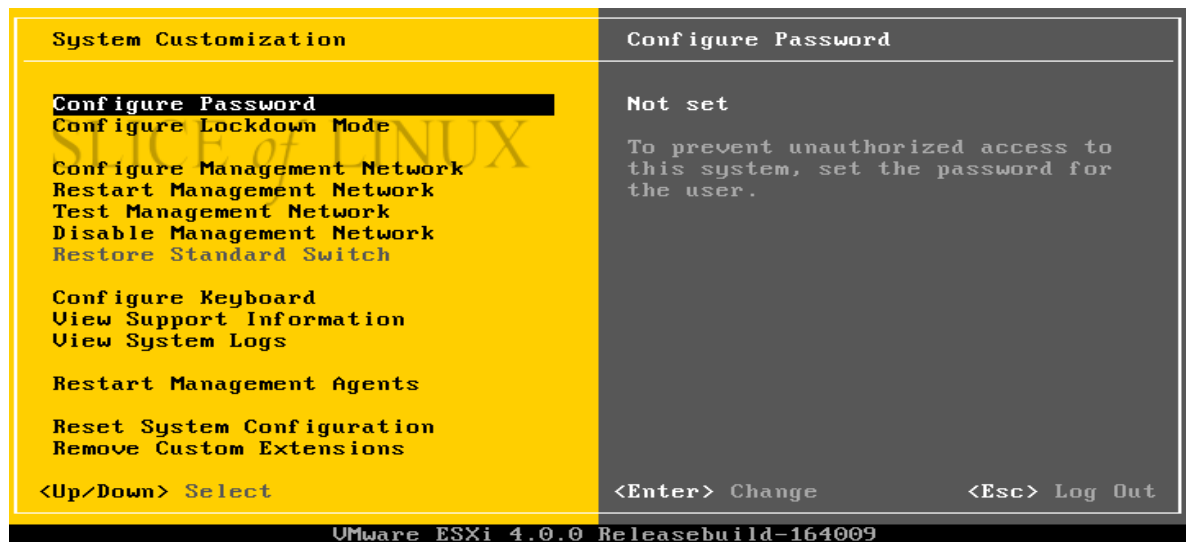 System Customization
Configure Password
Configure Password
Configure Lockdown Mode
SLICE of LINUX
Configure Management Network
Restart Management Network
Test Management Network
Disable Management Network
Restore Standard Switch
Configure Keyboard
View Support Information
View System Logs
Restart Management Agents
Reset System Configuration
Remove Custom Extensions
<Up/Down> Select
Not set
To prevent unauthorized access to
this system, set the password for
the user.
<Enter> Change <Esc> Log Out
VMware ESXi 4.0.0 Releasebuild-164009